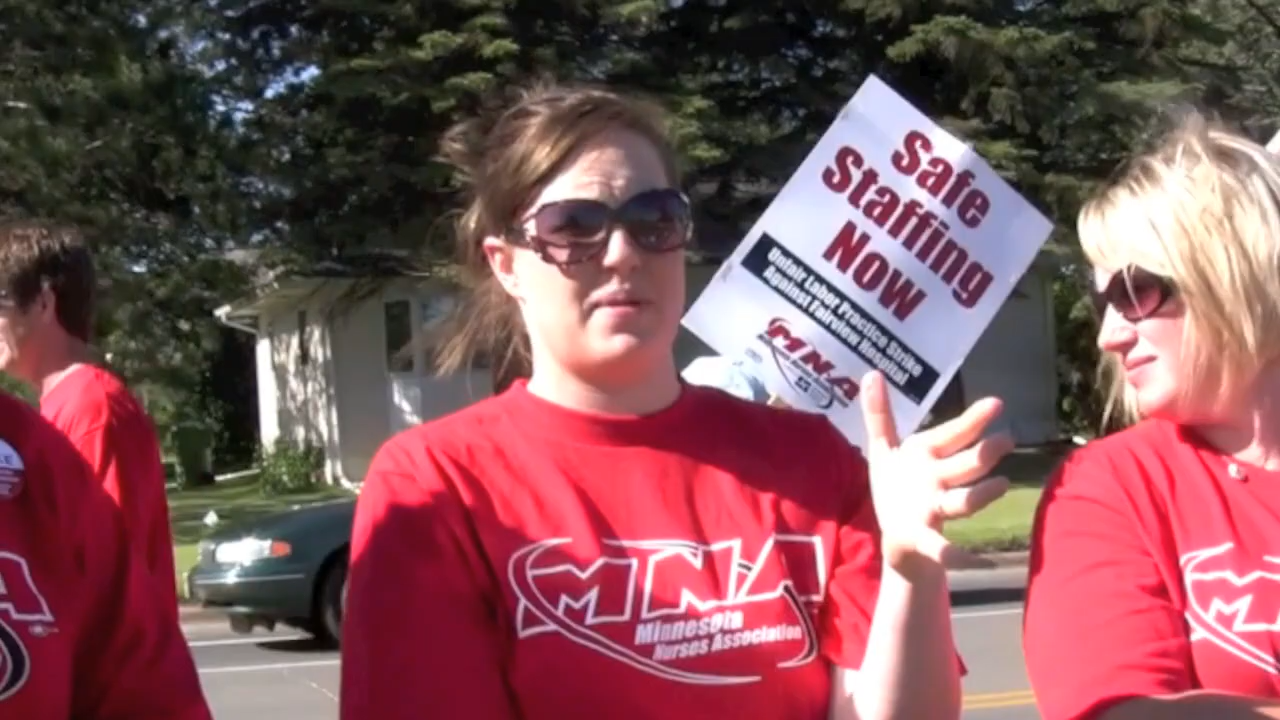 Safe
Staffing
Now
Unfair Labor Practice Strike
Against Fairview Hospital
MNA
MNA
Minnesota
Nurses Association